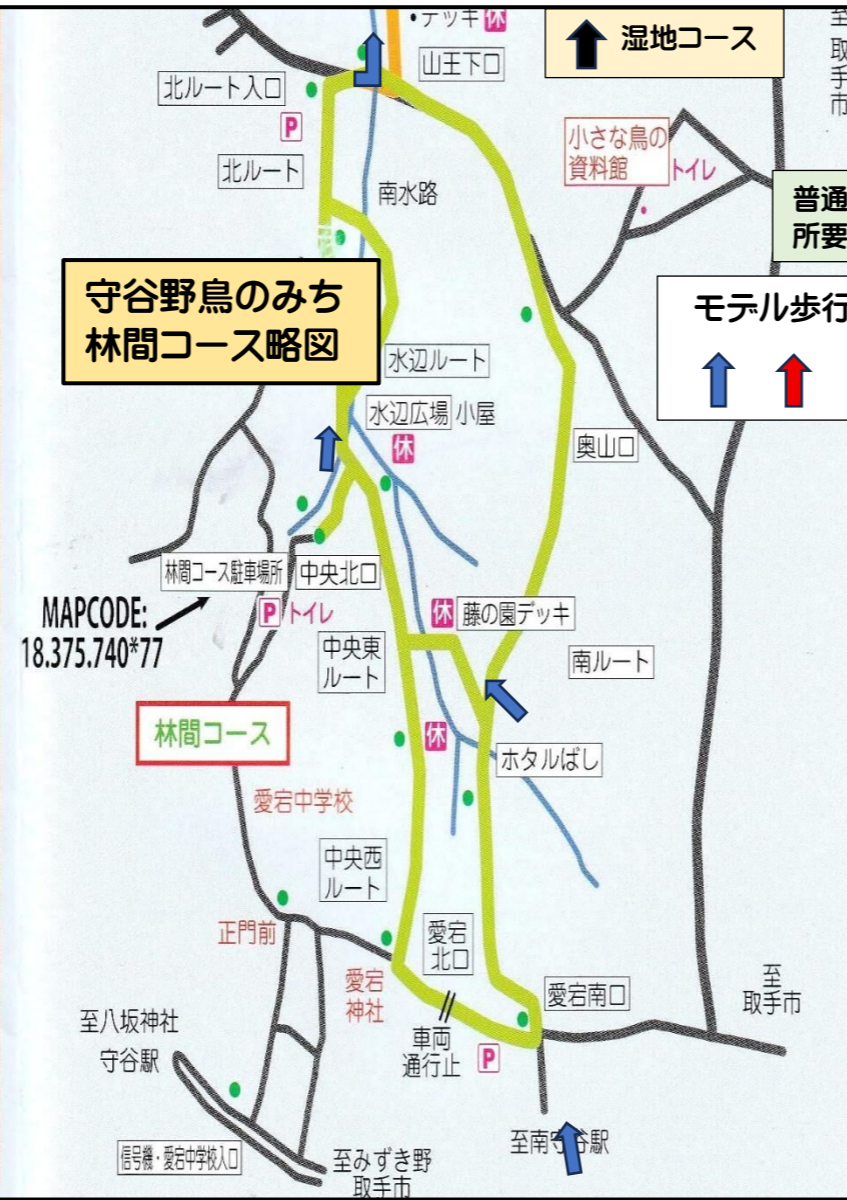 ・デッキ 休
湿地コース
至
取
手
市
山王下口
北ルート入口
P
小さな鳥の
資料館
トイレ
北ルート
南水路
普通
所要
守谷野鳥のみち
林間コース略図
モデル歩行
水辺ルート
水辺広場 小屋
休
奥山口
林間コース駐車場所
中央北口
MAPCODE:
18.375.740*77
P トイレ
休 藤の園デッキ
中央東
ルート
南ルート
林間コース
休
ホタルばし
愛宕中学校
中央西
ルート
正門前
愛宕
北口
愛宕
神社
愛宕南口
至
取手市
至八坂神社
守谷駅
車両
通行止
P
至南守谷駅
信号機・愛宕中学校入口
至みずき野
取手市